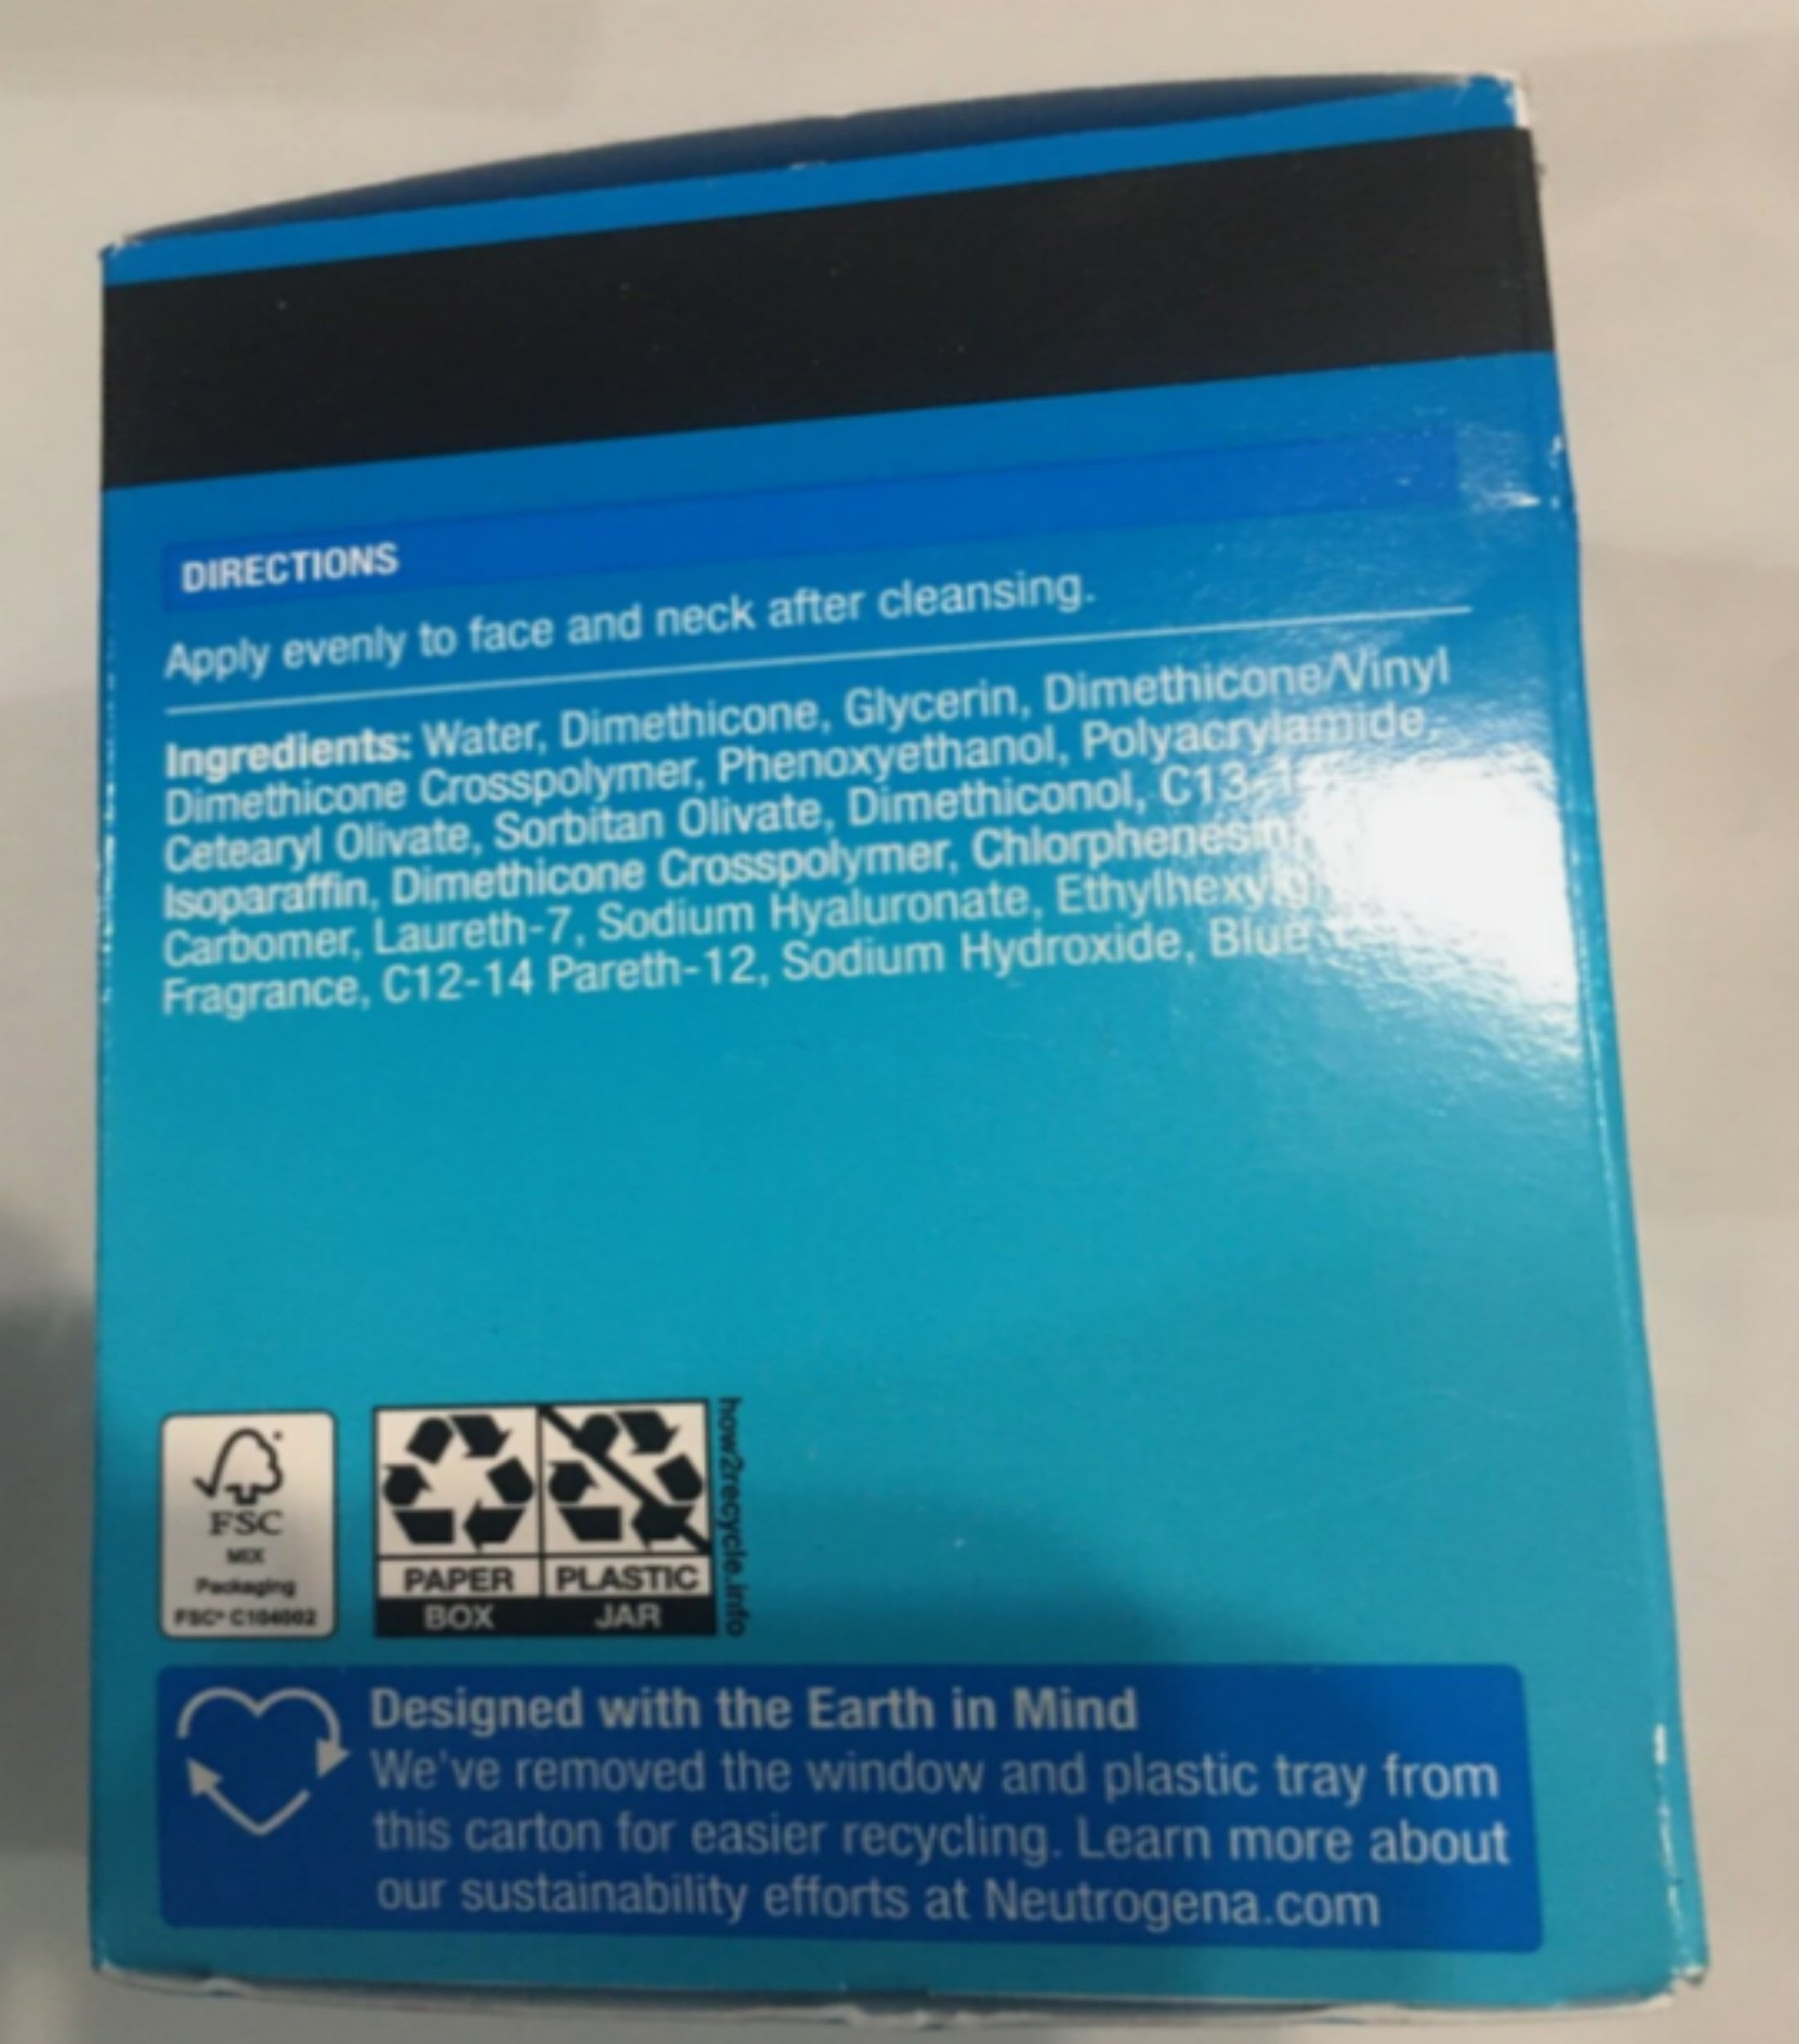 DIRECTIONS
Apply evenly to face and neck after cleansing.
Ingredients: Water, Dimethicone, Glycerin, Dimethicone/Vinyl
Dimethicone Crosspolymer, Phenoxyethanol, Polyacrylamide,
Cetearyl Olivate, Sorbitan Olivate, Dimethiconol,
Isoparaffin, Dimethicone Crosspolymer, Chlorphenesin,
Carbomer, Laureth-7, Sodium Hyaluronate,
Fragrance, C12-14 Pareth-12, Sodium Hydroxide, Blue
FSC
MIX
Packaging
FSC® C104002
PAPER
BOX
PLASTIC
JAR
how2recycle.info
Designed with the Earth in Mind
We've removed the window and plastic tray from
this carton for easier recycling. Learn more about
our sustainability efforts at Neutrogena.com